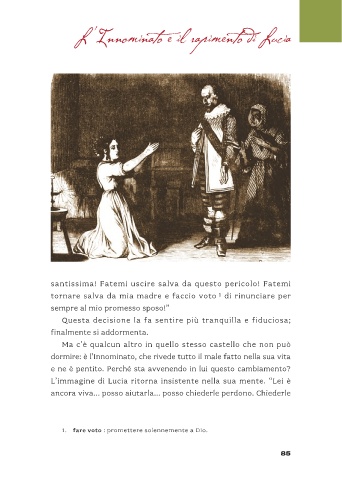 L'Innominato e il rapimento di Lucia
santissima! Fatemi uscire salva da questo pericolo! Fatemi
tornare salva da mia madre e faccio voto ¹ di rinunciare per
sempre al mio promesso sposo!"
Questa decisione la fa sentire più tranquilla e fiduciosa;
finalmente si addormenta.
Ma c'è qualcun altro in quello stesso castello che non può
dormire: è l'Innominato, che rivede tutto il male fatto nella sua vita
e ne è pentito. Perché sta avvenendo in lui questo cambiamento?
L'immagine di Lucia ritorna insistente nella sua mente. "Lei è
ancora viva... posso aiutarla... posso chiederle perdono. Chiederle
1. fare voto : promettere solennemente a Dio.
85